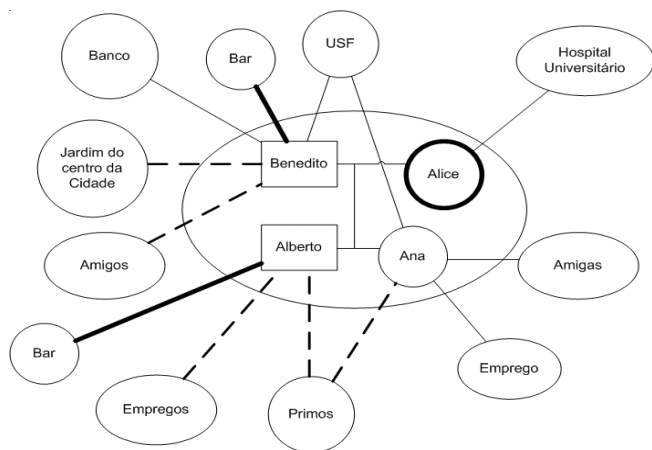 USF
Bar
Banco
Hospital
Universitário
Jardim do
centro da
Cidade
Benedito
Alice
Amigos
Alberto
Ana
Amigas
Bar
Emprego
Empregos
Primos